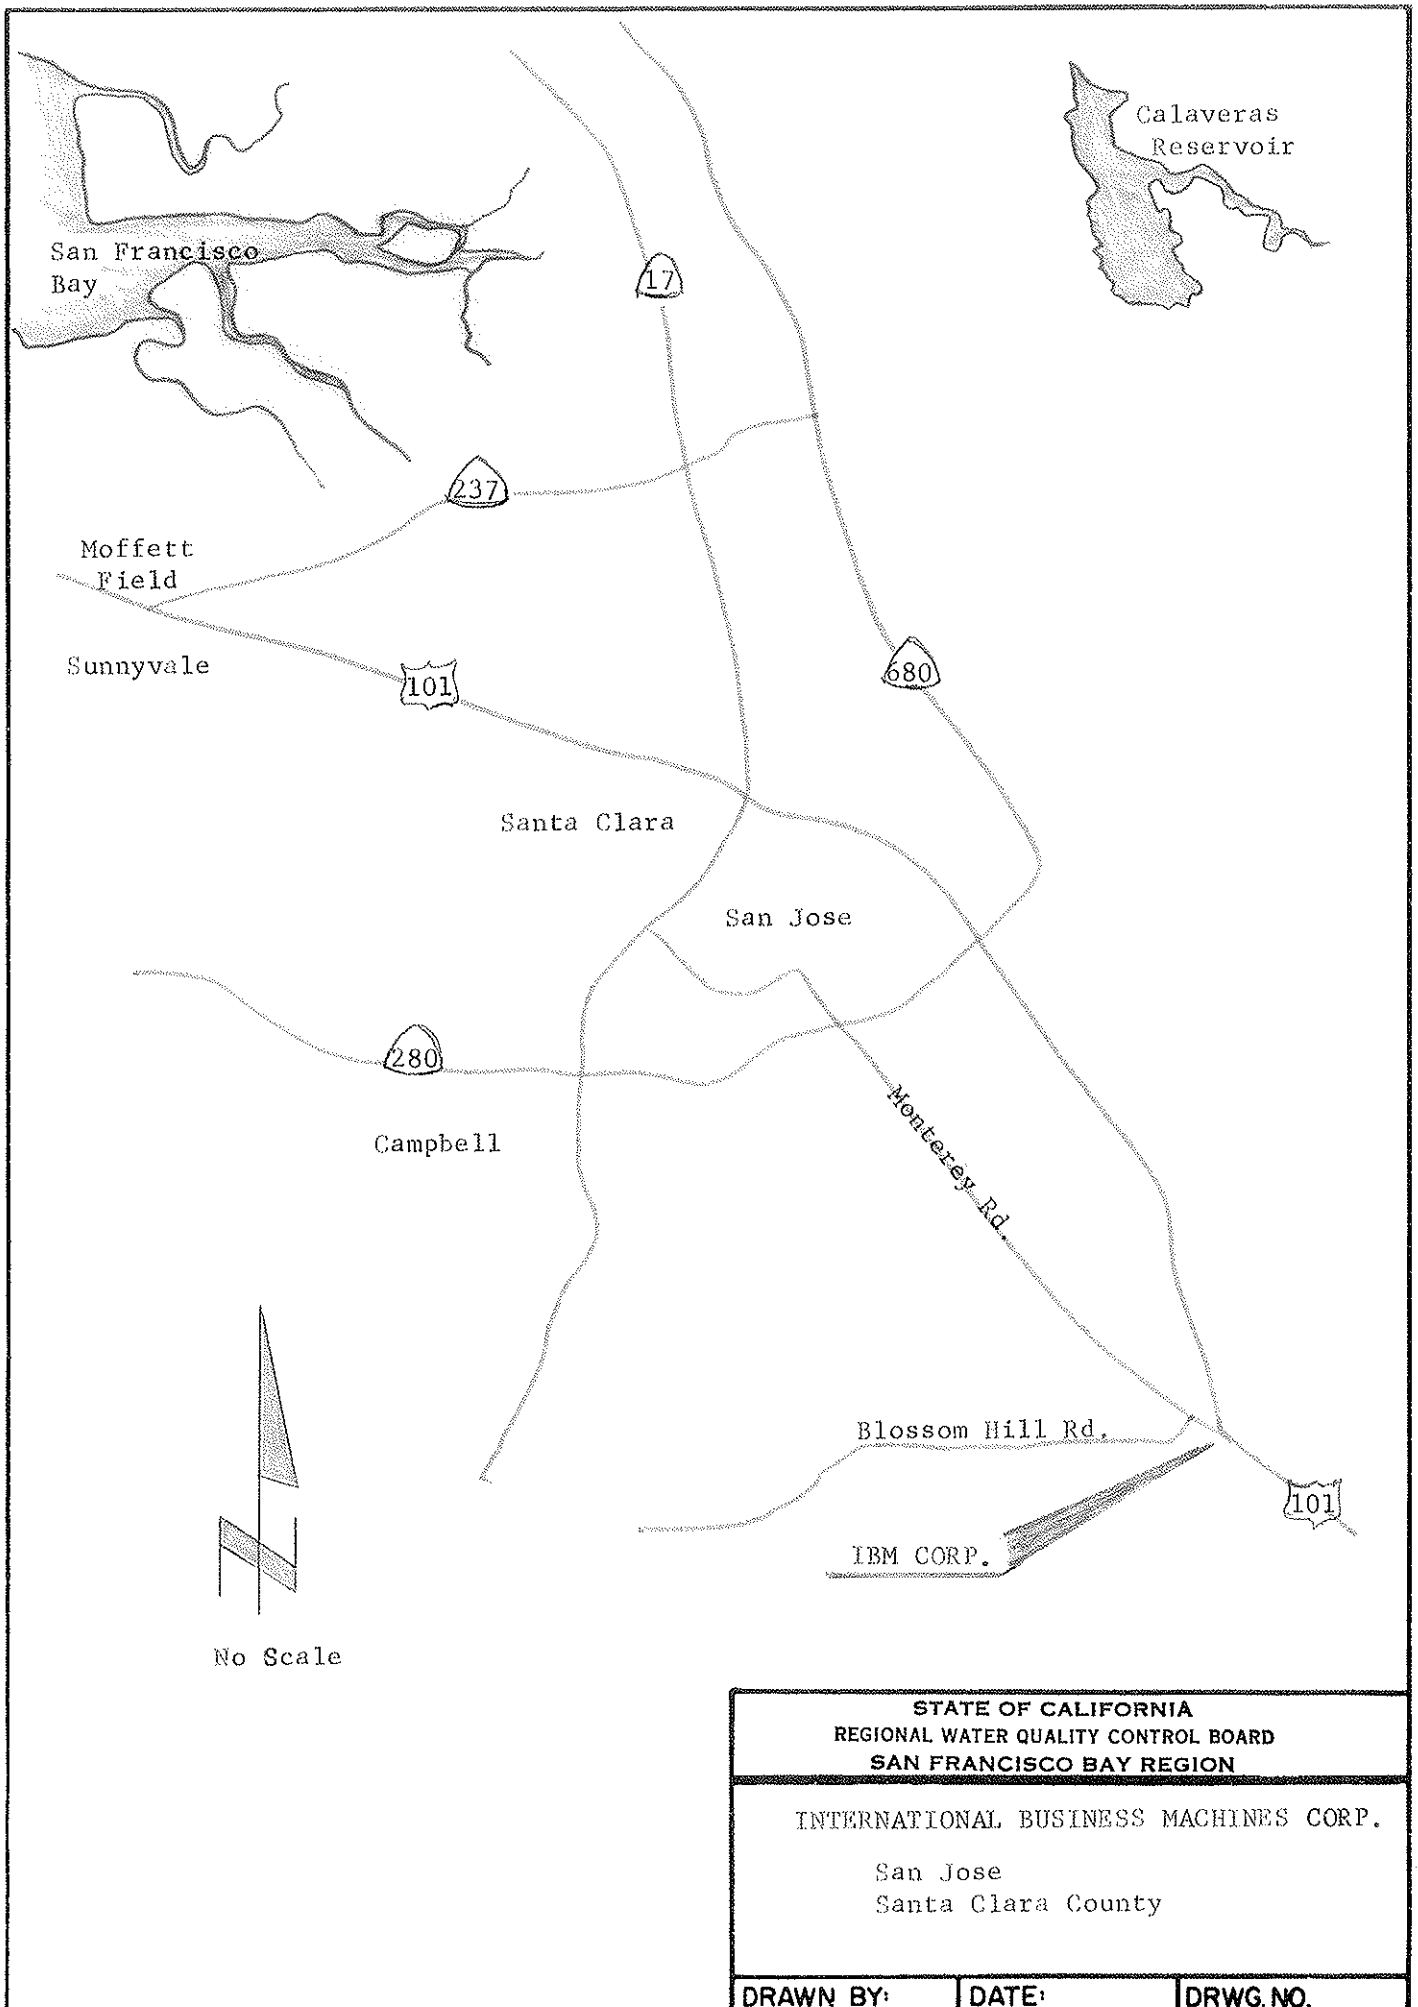 Calaveras
Reservoir
San Francisco
Bay
17
237
Moffett
Field
Sunnyvale
680
101
Santa Clara
San Jose
280
Campbell
Monterey Rd.
Blossom Hill Rd.
101
IBM CORP.
N
No Scale
STATE OF CALIFORNIA
REGIONAL WATER QUALITY CONTROL BOARD
SAN FRANCISCO BAY REGION
INTERNATIONAL BUSINESS MACHINES CORP.
San Jose
Santa Clara County
DRAWN BY: DATE: DRWG. NO.